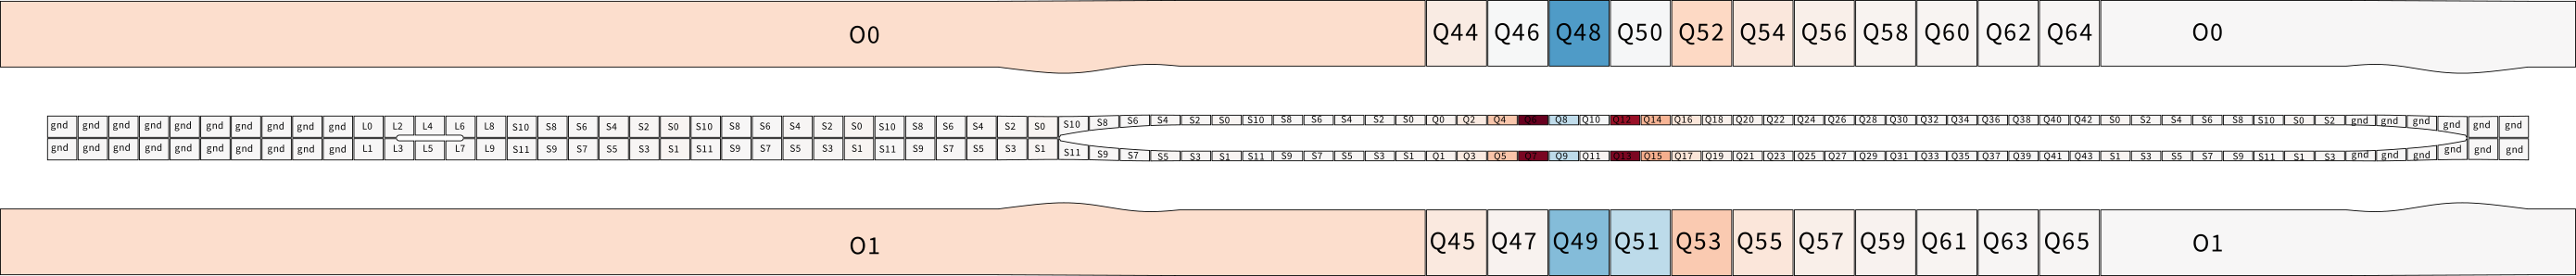 O0 Q44 Q46 Q48 Q50 Q52 Q54 Q56 Q58 Q60 Q62 Q64 O0
gnd gnd gnd gnd gnd gnd gnd gnd gnd gnd L0 L2 L4 L6 L8 S10 S8 S6 S4 S2 S0 S10 S8 S6 S4 S2 S0 S10 S8 S6 S4 S2 S0 S10 S8 S6 S4 S2 S0 S10 S8 S6 S4 S2 S0 Q0 Q2 Q4 Q8 Q10 Q12 Q14 Q16 Q18 Q20 Q22 Q24 Q26 Q28 Q30 Q32 Q34 Q36 Q38 Q40 Q42 S0 S2 S4 S6 S8 S10 S0 S2 gnd gnd gnd gnd gnd gnd
gnd gnd gnd gnd gnd gnd gnd gnd gnd gnd L1 L3 L5 L7 L9 S11 S9 S7 S5 S3 S1 S11 S9 S7 S5 S3 S1 S11 S9 S7 S5 S3 S1 S11 S9 S7 S5 S3 S1 S11 S9 S7 S5 S3 S1 Q1 Q3 Q5 Q9 Q11 Q13 Q15 Q17 Q19 Q21 Q23 Q25 Q27 Q29 Q31 Q33 Q35 Q37 Q39 Q41 Q43 S1 S3 S5 S7 S9 S11 S1 S3 gnd gnd gnd gnd gnd gnd
O1 Q45 Q47 Q49 Q51 Q53 Q55 Q57 Q59 Q61 Q63 Q65 O1